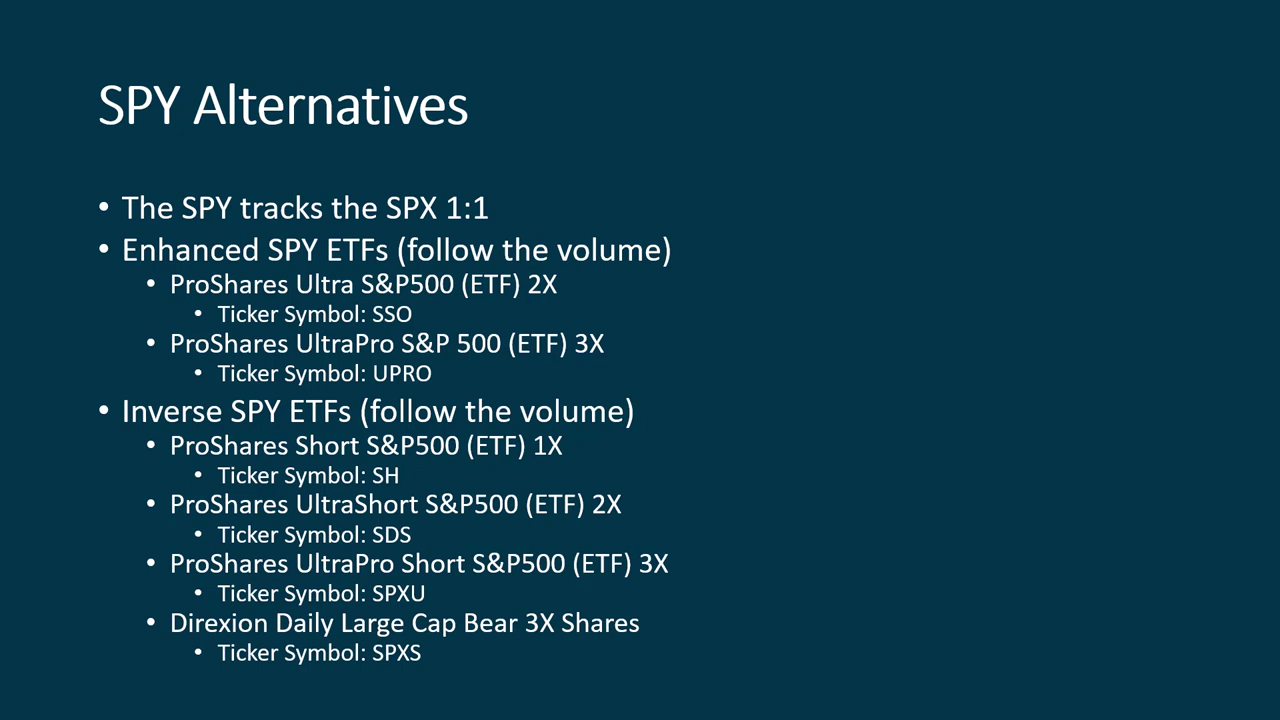 SPY Alternatives
• The SPY tracks the SPX 1:1
• Enhanced SPY ETFs (follow the volume)
• ProShares Ultra S&P500 (ETF) 2X
• Ticker Symbol: SSO
• ProShares UltraPro S&P 500 (ETF) 3X
• Ticker Symbol: UPRO
• Inverse SPY ETFs (follow the volume)
• ProShares Short S&P500 (ETF) 1X
• Ticker Symbol: SH
• ProShares UltraShort S&P500 (ETF) 2X
• Ticker Symbol: SDS
• ProShares UltraPro Short S&P500 (ETF) 3X
• Ticker Symbol: SPXU
• Direxion Daily Large Cap Bear 3X Shares
• Ticker Symbol: SPXS